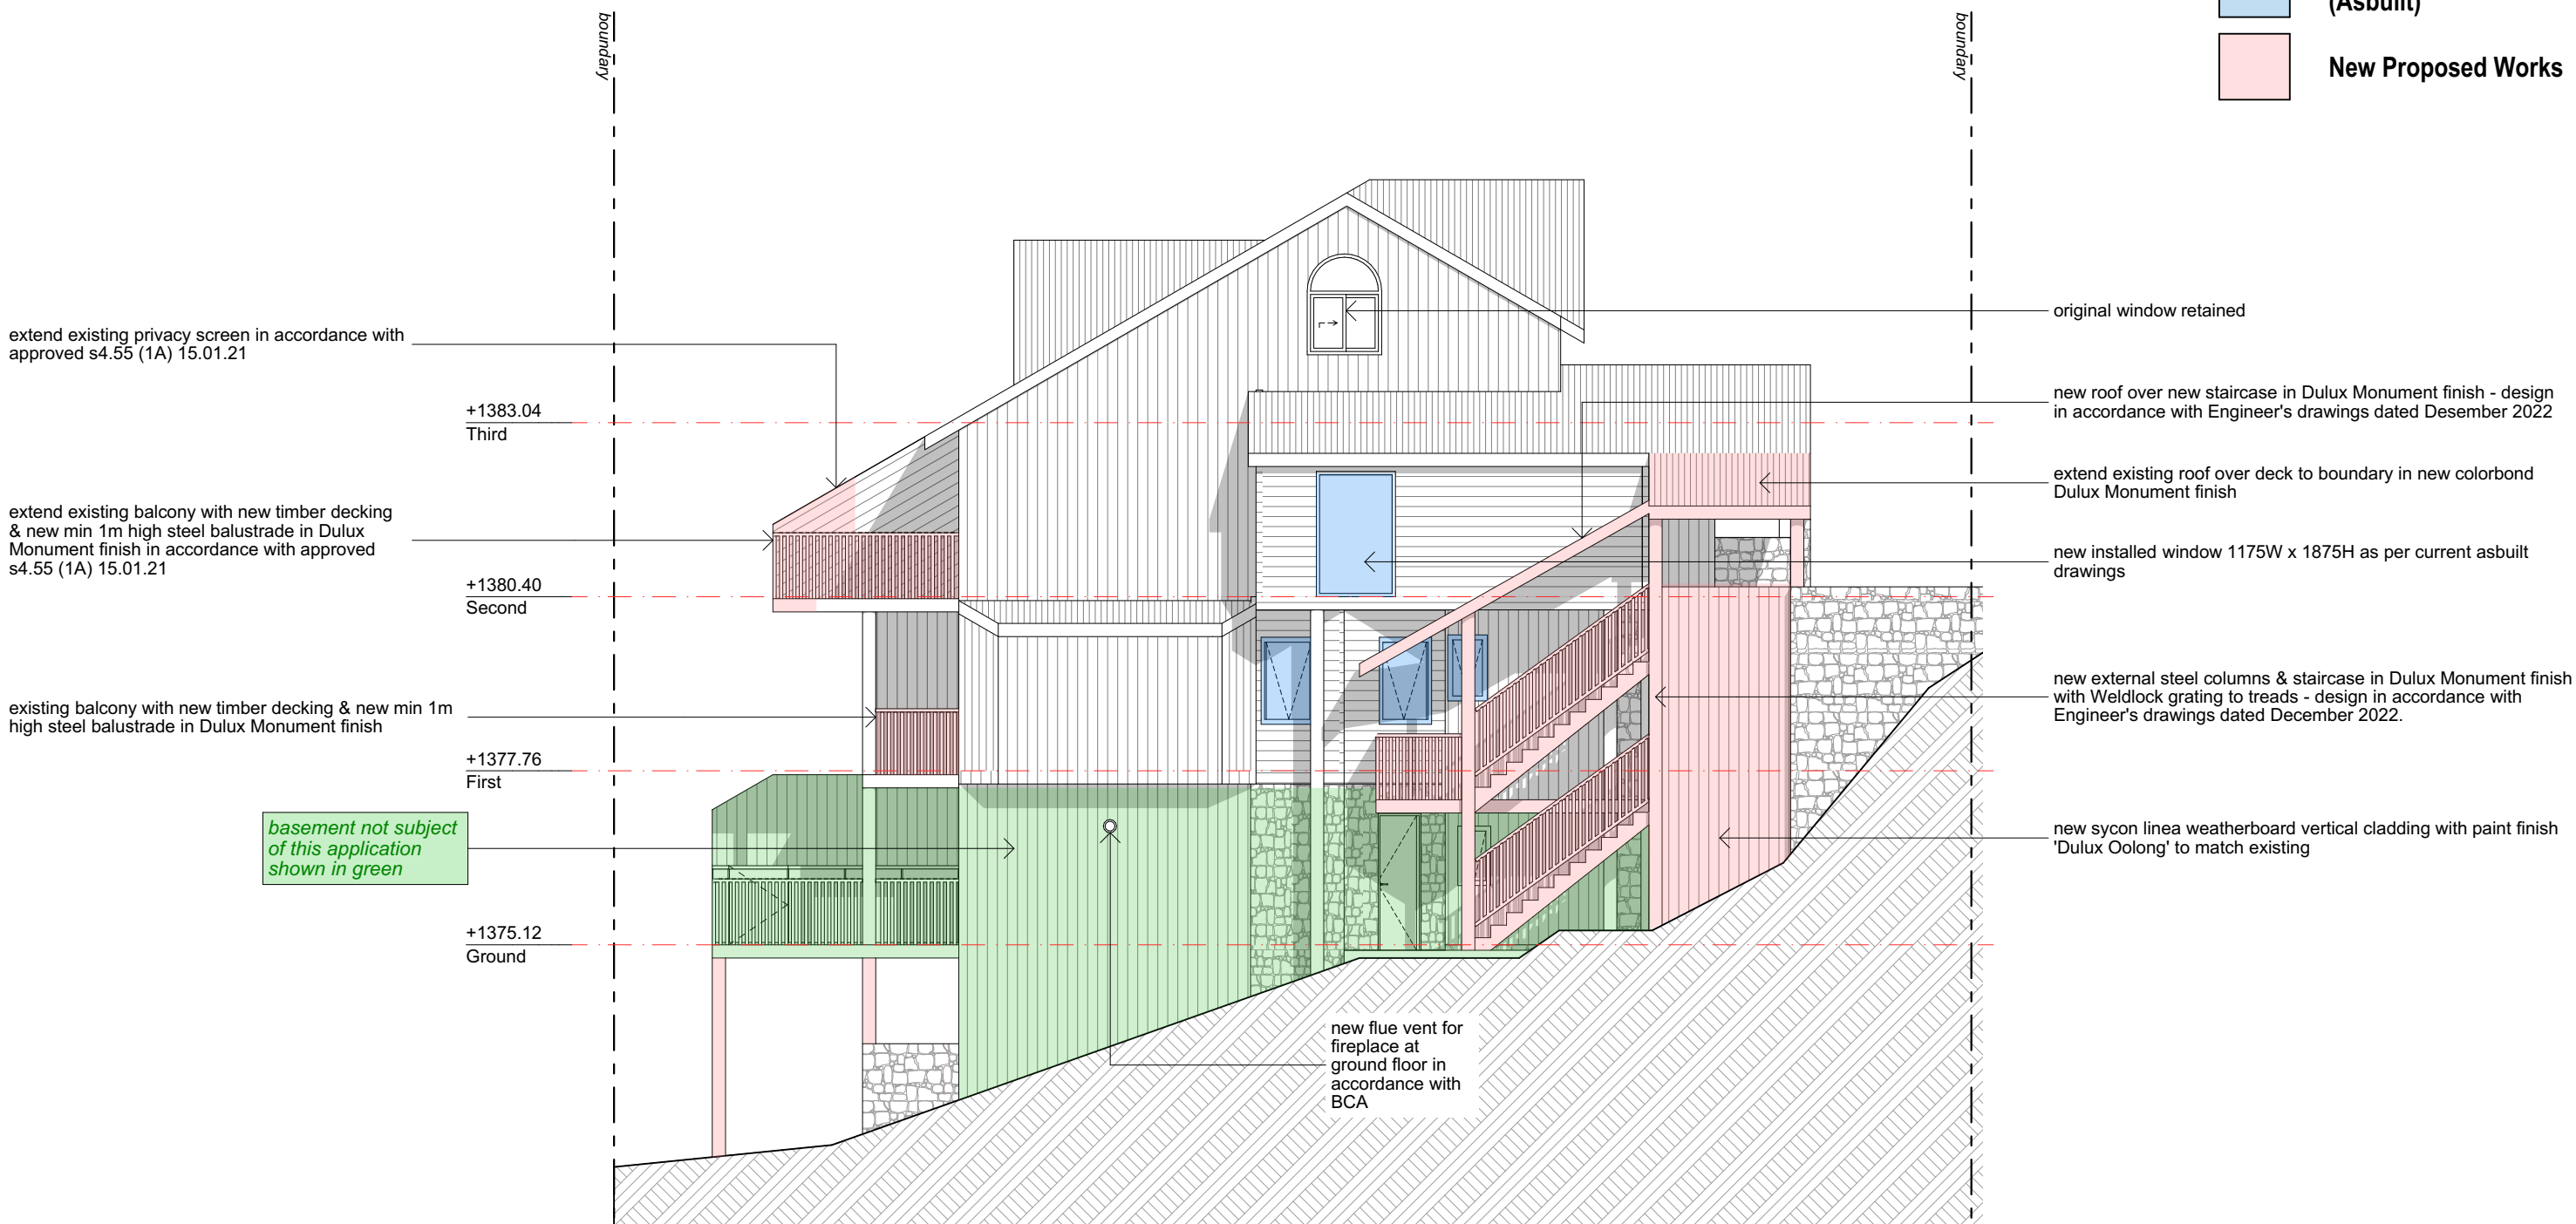 (Asbuilt)
New Proposed Works
boundary
boundary
extend existing privacy screen in accordance with
approved s4.55 (1A) 15.01.21
+1383.04
Third
extend existing balcony with new timber decking
& new min 1m high steel balustrade in Dulux
Monument finish in accordance with approved
s4.55 (1A) 15.01.21
+1380.40
Second
existing balcony with new timber decking & new min 1m
high steel balustrade in Dulux Monument finish
+1377.76
First
basement not subject
of this application
shown in green
+1375.12
Ground
new flue vent for
fireplace at
ground floor in
accordance with
BCA
original window retained
new roof over new staircase in Dulux Monument finish - design
in accordance with Engineer's drawings dated Desember 2022
extend existing roof over deck to boundary in new colorbond
Dulux Monument finish
new installed window 1175W x 1875H as per current asbuilt
drawings
new external steel columns & staircase in Dulux Monument finish
with Weldlock grating to treads - design in accordance with
Engineer's drawings dated December 2022.
new sycon linea weatherboard vertical cladding with paint finish
'Dulux Oolong' to match existing